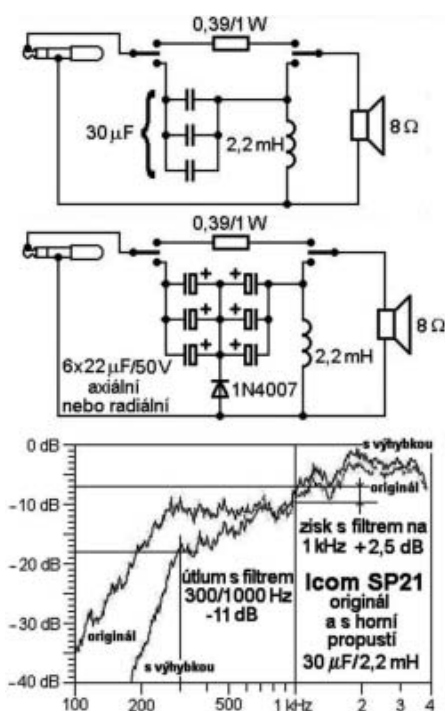 0,39/1 W
30 µF
2,2 mH
8 Ω
0,39/1 W
+ +
+ +
+ +
6x22 µF/50V
axiální
nebo radiální
1N4007
2,2 mH
8 Ω
0 dB
-10 dB
-20 dB
-30 dB
-40 dB
s výhybkou
originál
zisk s filtrem na
1 kHz +2,5 dB
útlum s filtrem
300/1000 Hz
-11 dB
Icom SP21
originál
a s horní
propustí
30 µF/2,2 mH
originál
s výhybkou
100 200 500 1 kHz 2 3 4